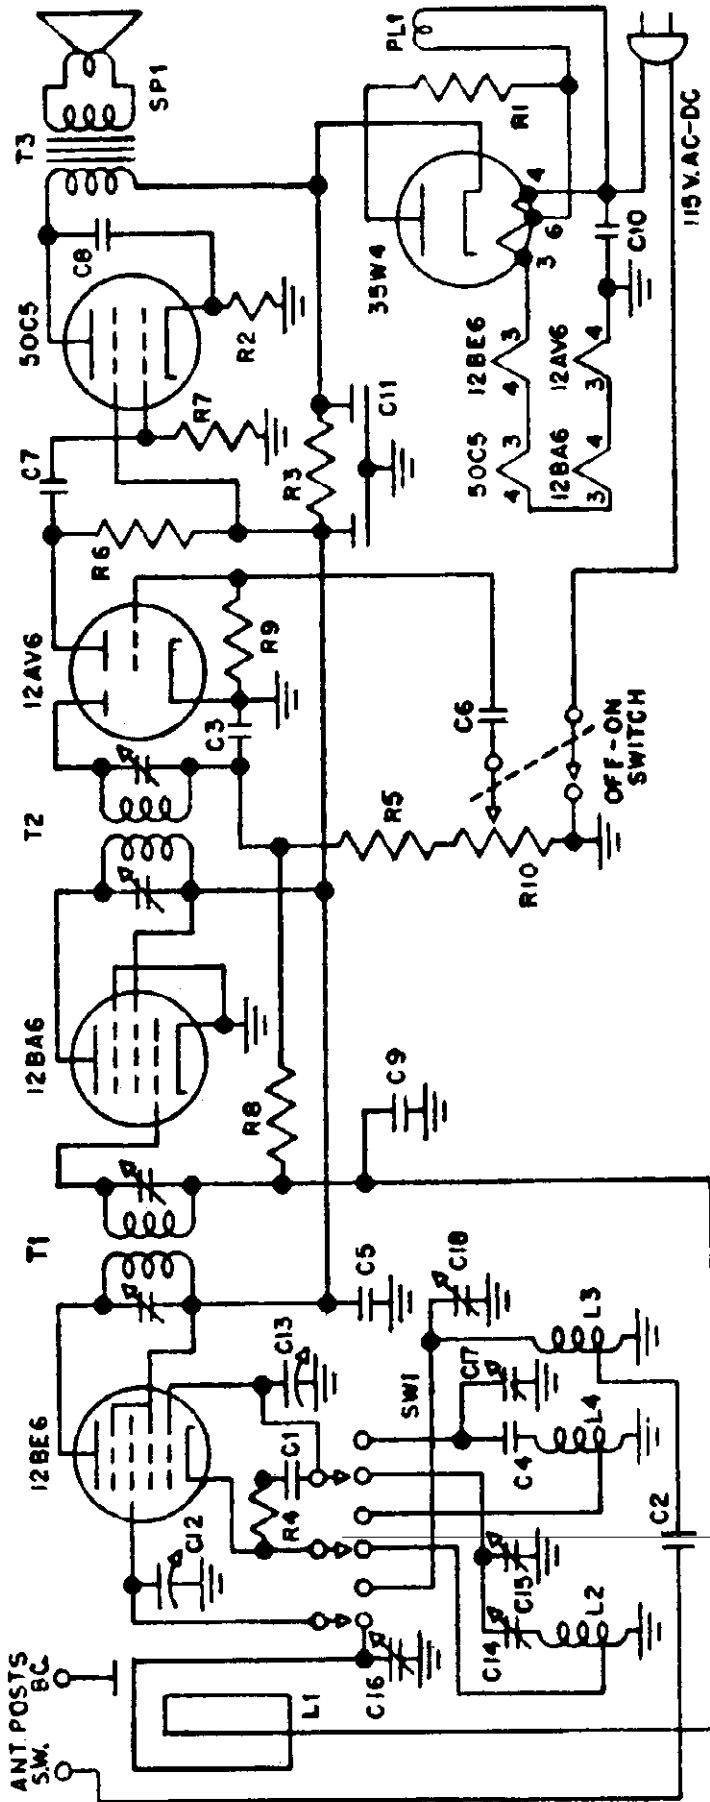 ANT. POSTS
S.W. BC.
12BE6
T1
12BA6
T2
12AV6
C7
50C5
T3
C8
SP1
C12
R4
C1
C13
C5
R8
C9
C3
R9
R6
R7
R2
R3
C11
35W4
R1
PL1
3 6 4
L1
C16
SW1
C18
C14
C15
C4
C17
L2
L4
L3
C2
R5
R10
C6
OFF-ON
SWITCH
50C5
4 3
12BE6
4 3
12BA6
3 4
12AV6
3 4
C10
115 V. AC-DC